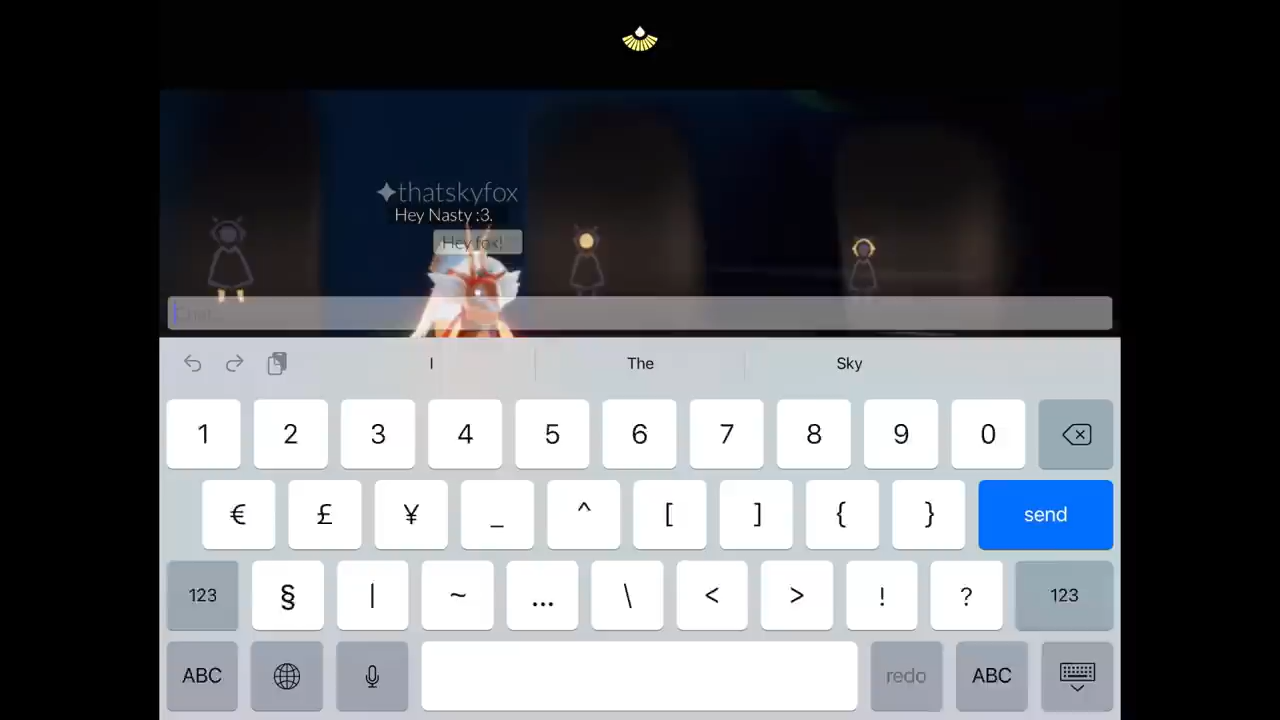 ✦thatskyfox
Hey Nasty :3.
Hey fox!
Chat...
I The Sky
1 2 3 4 5 6 7 8 9 0
€ £ ¥ _ ^ [ ] { } send
123 § | ~ … \ < > ! ? 123
ABC redo ABC